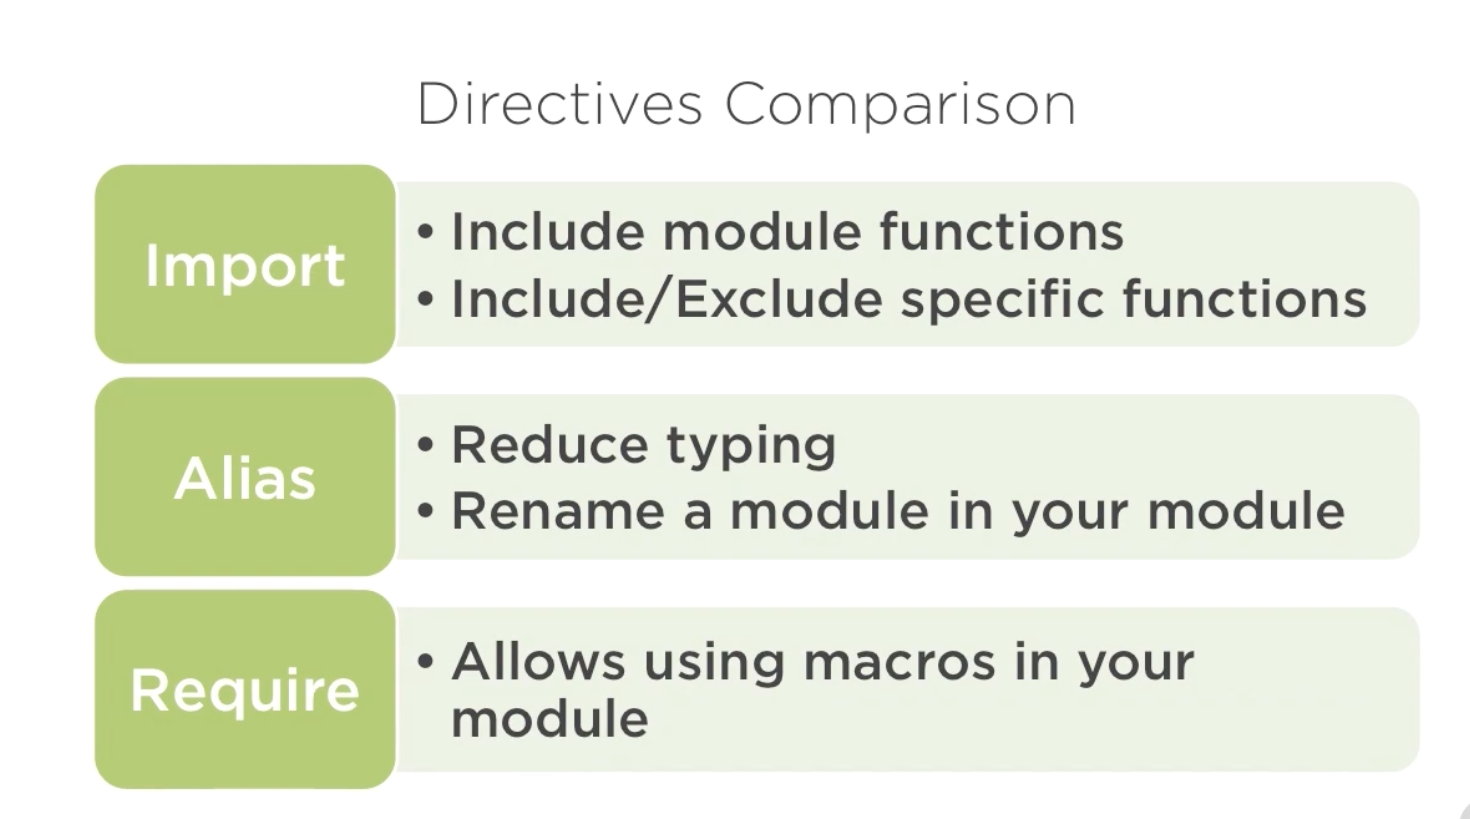 Directives Comparison
Import
• Include module functions
• Include/Exclude specific functions
Alias
• Reduce typing
• Rename a module in your module
Require
• Allows using macros in your
module